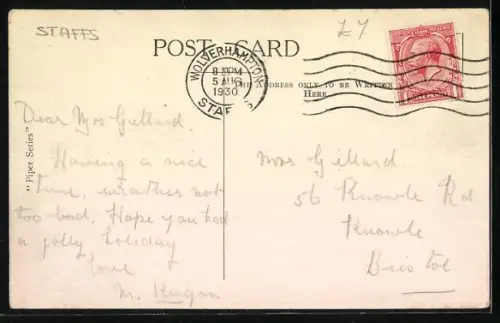 STAFFS
£4
POST CARD
WOLVERHAMPTON
8 PM
5 AUG
1930
STAFFS
THE ADDRESS ONLY TO BE WRITTEN
HERE.
"Piper Series"
Dear Mrs Gillard.
Having a nice
time, weather not
too bad. Hope you had
a jolly holiday
love
M.
Mrs Gillard
56 Knowle Rd
Knowle
Bristol